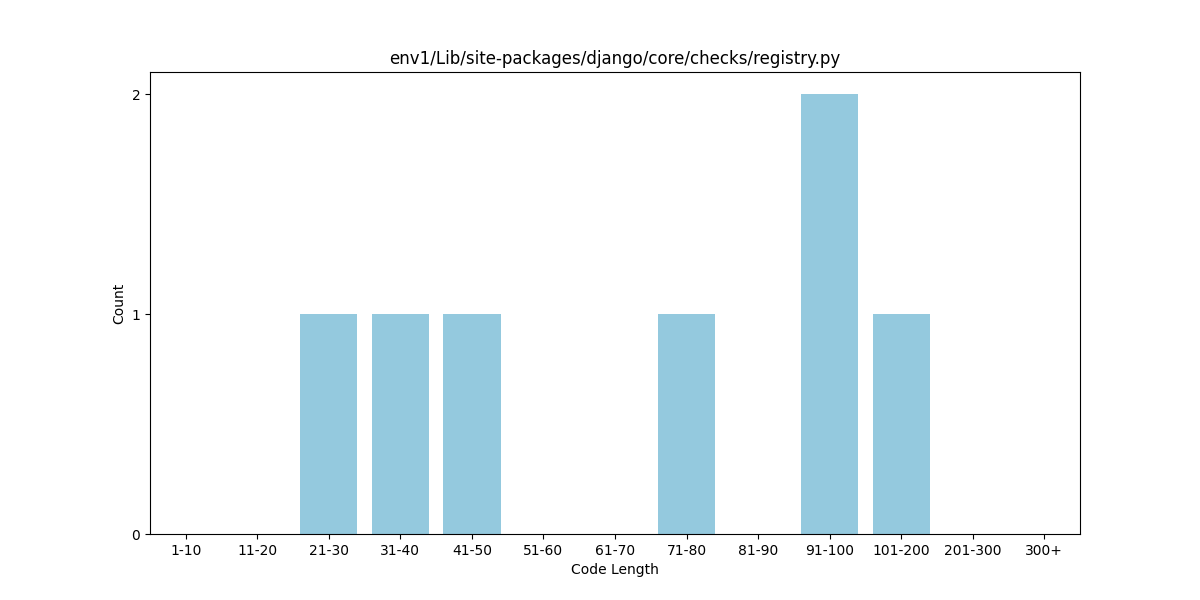 env1/Lib/site-packages/django/core/checks/registry.py
2
1
0
Count
1-10 11-20 21-30 31-40 41-50 51-60 61-70 71-80 81-90 91-100 101-200 201-300 300+
Code Length